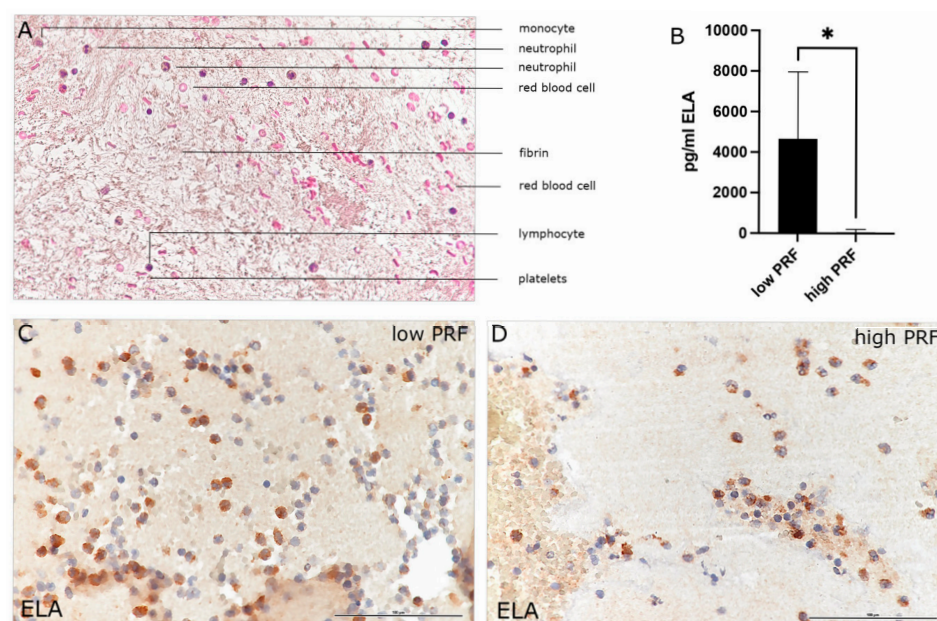 A
monocyte
neutrophil
neutrophil
red blood cell
fibrin
red blood cell
lymphocyte
platelets
B
*
pg/ml ELA
10000
8000
6000
4000
2000
0
low PRF
high PRF
C
low PRF
ELA
D
high PRF
ELA